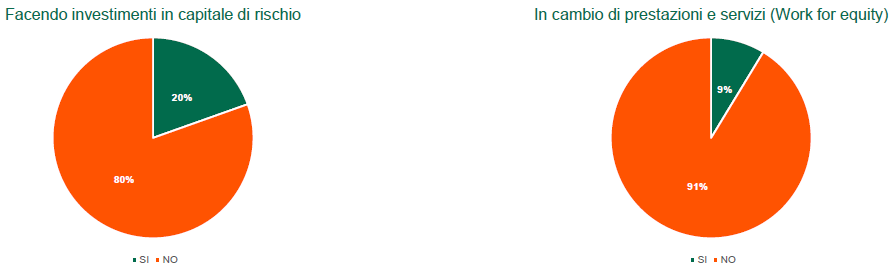 Facendo investimenti in capitale di rischio
20%
80%
SI NO
In cambio di prestazioni e servizi (Work for equity)
9%
91%
SI NO